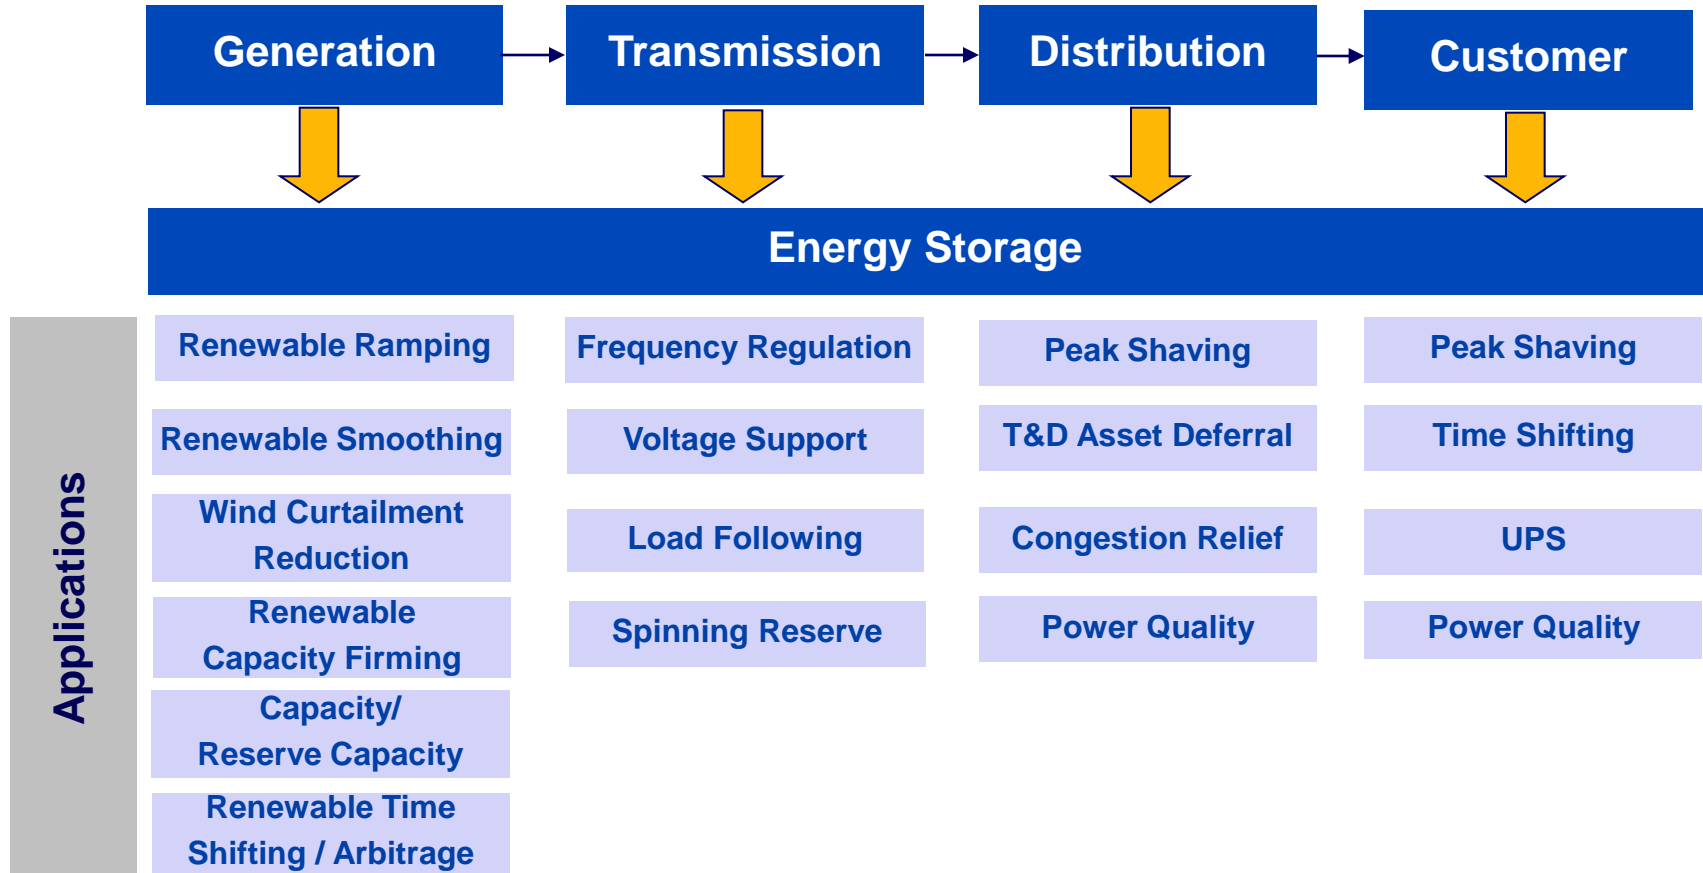 Generation
Transmission
Distribution
Customer
Energy Storage
Applications
Renewable Ramping
Renewable Smoothing
Wind Curtailment
Reduction
Renewable
Capacity Firming
Capacity/
Reserve Capacity
Renewable Time
Shifting / Arbitrage
Frequency Regulation
Voltage Support
Load Following
Spinning Reserve
Peak Shaving
T&D Asset Deferral
Congestion Relief
Power Quality
Peak Shaving
Time Shifting
UPS
Power Quality